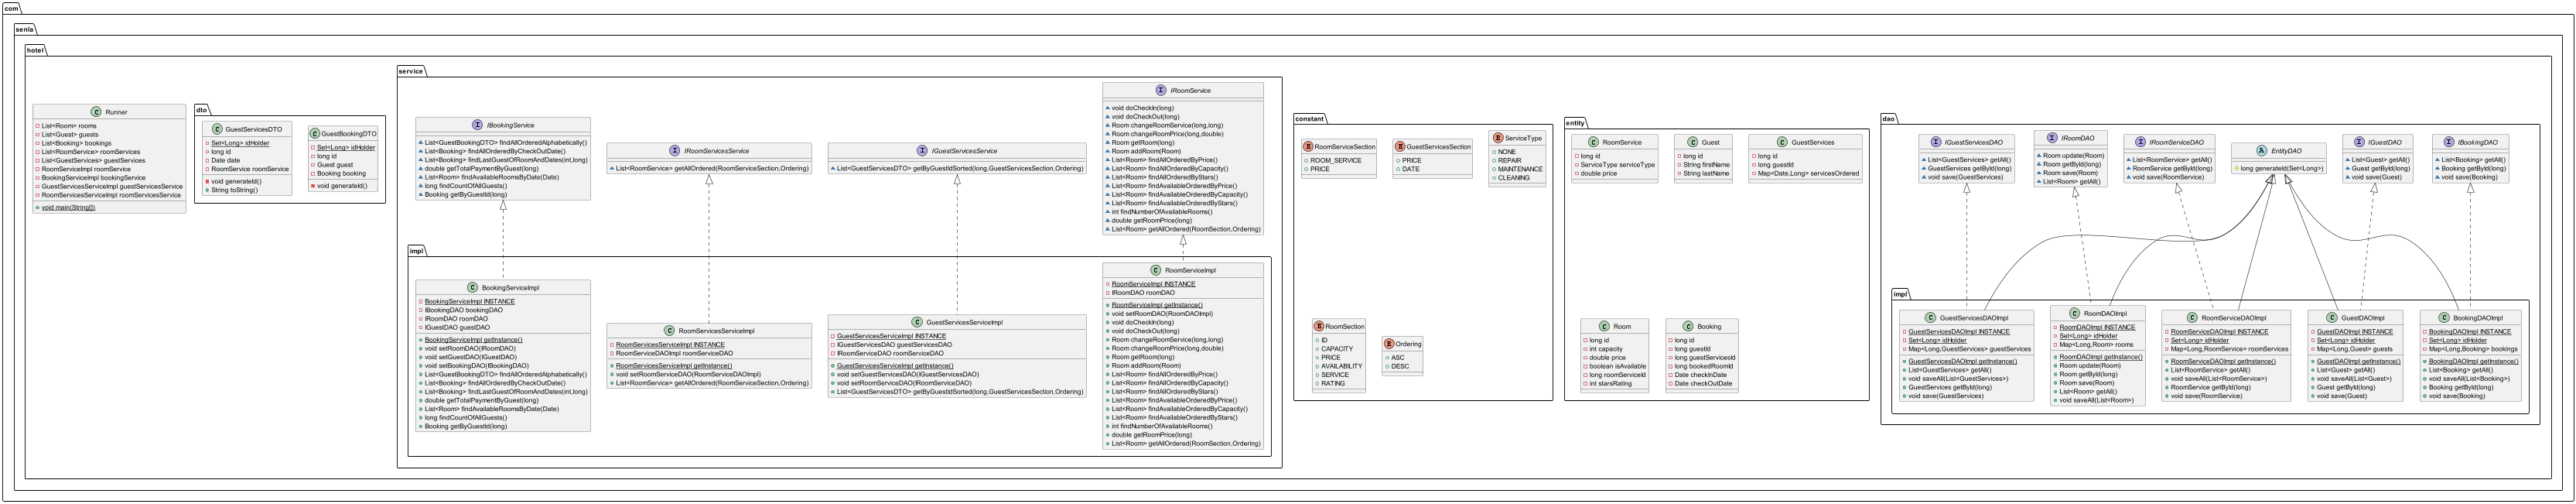 com
senla
hotel
Runner
List<Room> rooms
List<Guest> guests
List<Booking> bookings
List<RoomService> roomServices
List<GuestServices> guestServices
RoomServiceImpl roomService
BookingServiceImpl bookingService
GuestServicesServiceImpl guestServicesService
RoomServicesServiceImpl roomServicesService
void main(String[])
dto
GuestServicesDTO
Set<Long> idHolder
long id
Date date
RoomService roomService
void generateId()
String toString()
GuestBookingDTO
Set<Long> idHolder
long id
Guest guest
Booking booking
void generateId()
service
IBookingService
List<GuestBookingDTO> findAllOrderedAlphabetically()
List<Booking> findAllOrderedByCheckOutDate()
List<Booking> findLastGuestOfRoomAndDates(int,long)
double getTotalPaymentByGuest(long)
List<Room> findAvailableRoomsByDate(Date)
long findCountOfAllGuests()
Booking getByGuestId(long)
IRoomServicesService
List<RoomService> getAllOrdered(RoomServiceSection,Ordering)
IGuestServicesService
List<GuestServicesDTO> getByGuestIdSorted(long,GuestServicesSection,Ordering)
IRoomService
void doCheckIn(long)
void doCheckOut(long)
Room changeRoomService(long,long)
Room changeRoomPrice(long,double)
Room getRoom(long)
Room addRoom(Room)
List<Room> findAllOrderedByPrice()
List<Room> findAllOrderedByCapacity()
List<Room> findAllOrderedByStars()
List<Room> findAvailableOrderedByPrice()
List<Room> findAvailableOrderedByCapacity()
List<Room> findAvailableOrderedByStars()
int findNumberOfAvailableRooms()
double getRoomPrice(long)
List<Room> getAllOrdered(RoomSection,Ordering)
impl
BookingServiceImpl
BookingServiceImpl INSTANCE
IBookingDAO bookingDAO
IRoomDAO roomDAO
IGuestDAO guestDAO
BookingServiceImpl getInstance()
void setRoomDAO(IRoomDAO)
void setGuestDAO(IGuestDAO)
void setBookingDAO(IBookingDAO)
List<GuestBookingDTO> findAllOrderedAlphabetically()
List<Booking> findAllOrderedByCheckOutDate()
List<Booking> findLastGuestOfRoomAndDates(int,long)
double getTotalPaymentByGuest(long)
List<Room> findAvailableRoomsByDate(Date)
long findCountOfAllGuests()
Booking getByGuestId(long)
RoomServicesServiceImpl
RoomServicesServiceImpl INSTANCE
RoomServiceDAOImpl roomServiceDAO
RoomServicesServiceImpl getInstance()
void setRoomServiceDAO(RoomServiceDAOImpl)
List<RoomService> getAllOrdered(RoomServiceSection,Ordering)
GuestServicesServiceImpl
GuestServicesServiceImpl INSTANCE
IGuestServicesDAO guestServicesDAO
IRoomServiceDAO roomServiceDAO
GuestServicesServiceImpl getInstance()
void setGuestServicesDAO(IGuestServicesDAO)
void setRoomServiceDAO(IRoomServiceDAO)
List<GuestServicesDTO> getByGuestIdSorted(long,GuestServicesSection,Ordering)
RoomServiceImpl
RoomServiceImpl INSTANCE
IRoomDAO roomDAO
RoomServiceImpl getInstance()
void setRoomDAO(RoomDAOImpl)
void doCheckIn(long)
void doCheckOut(long)
Room changeRoomService(long,long)
Room changeRoomPrice(long,double)
Room getRoom(long)
Room addRoom(Room)
List<Room> findAllOrderedByPrice()
List<Room> findAllOrderedByCapacity()
List<Room> findAllOrderedByStars()
List<Room> findAvailableOrderedByPrice()
List<Room> findAvailableOrderedByCapacity()
List<Room> findAvailableOrderedByStars()
int findNumberOfAvailableRooms()
double getRoomPrice(long)
List<Room> getAllOrdered(RoomSection,Ordering)
constant
RoomServiceSection
ROOM_SERVICE
PRICE
GuestServicesSection
PRICE
DATE
ServiceType
NONE
REPAIR
MAINTENANCE
CLEANING
RoomSection
ID
CAPACITY
PRICE
AVAILABILITY
SERVICE
RATING
Ordering
ASC
DESC
entity
RoomService
long id
ServiceType serviceType
double price
Guest
long id
String firstName
String lastName
GuestServices
long id
long guestId
Map<Date,Long> servicesOrdered
Room
long id
int capacity
double price
boolean isAvailable
long roomServiceId
int starsRating
Booking
long id
long guestId
long guestServicesId
long bookedRoomId
Date checkInDate
Date checkOutDate
dao
IGuestServicesDAO
List<GuestServices> getAll()
GuestServices getById(long)
void save(GuestServices)
IRoomDAO
Room update(Room)
Room getById(long)
Room save(Room)
List<Room> getAll()
IRoomServiceDAO
List<RoomService> getAll()
RoomService getById(long)
void save(RoomService)
EntityDAO
long generateId(Set<Long>)
IGuestDAO
List<Guest> getAll()
Guest getById(long)
void save(Guest)
IBookingDAO
List<Booking> getAll()
Booking getById(long)
void save(Booking)
impl
GuestServicesDAOImpl
GuestServicesDAOImpl INSTANCE
Set<Long> idHolder
Map<Long,GuestServices> guestServices
GuestServicesDAOImpl getInstance()
List<GuestServices> getAll()
void saveAll(List<GuestServices>)
GuestServices getById(long)
void save(GuestServices)
RoomDAOImpl
RoomDAOImpl INSTANCE
Set<Long> idHolder
Map<Long,Room> rooms
RoomDAOImpl getInstance()
Room update(Room)
Room getById(long)
Room save(Room)
List<Room> getAll()
void saveAll(List<Room>)
RoomServiceDAOImpl
RoomServiceDAOImpl INSTANCE
Set<Long> idHolder
Map<Long,RoomService> roomServices
RoomServiceDAOImpl getInstance()
List<RoomService> getAll()
void saveAll(List<RoomService>)
RoomService getById(long)
void save(RoomService)
GuestDAOImpl
GuestDAOImpl INSTANCE
Set<Long> idHolder
Map<Long,Guest> guests
GuestDAOImpl getInstance()
List<Guest> getAll()
void saveAll(List<Guest>)
Guest getById(long)
void save(Guest)
BookingDAOImpl
BookingDAOImpl INSTANCE
Set<Long> idHolder
Map<Long,Booking> bookings
BookingDAOImpl getInstance()
List<Booking> getAll()
void saveAll(List<Booking>)
Booking getById(long)
void save(Booking)